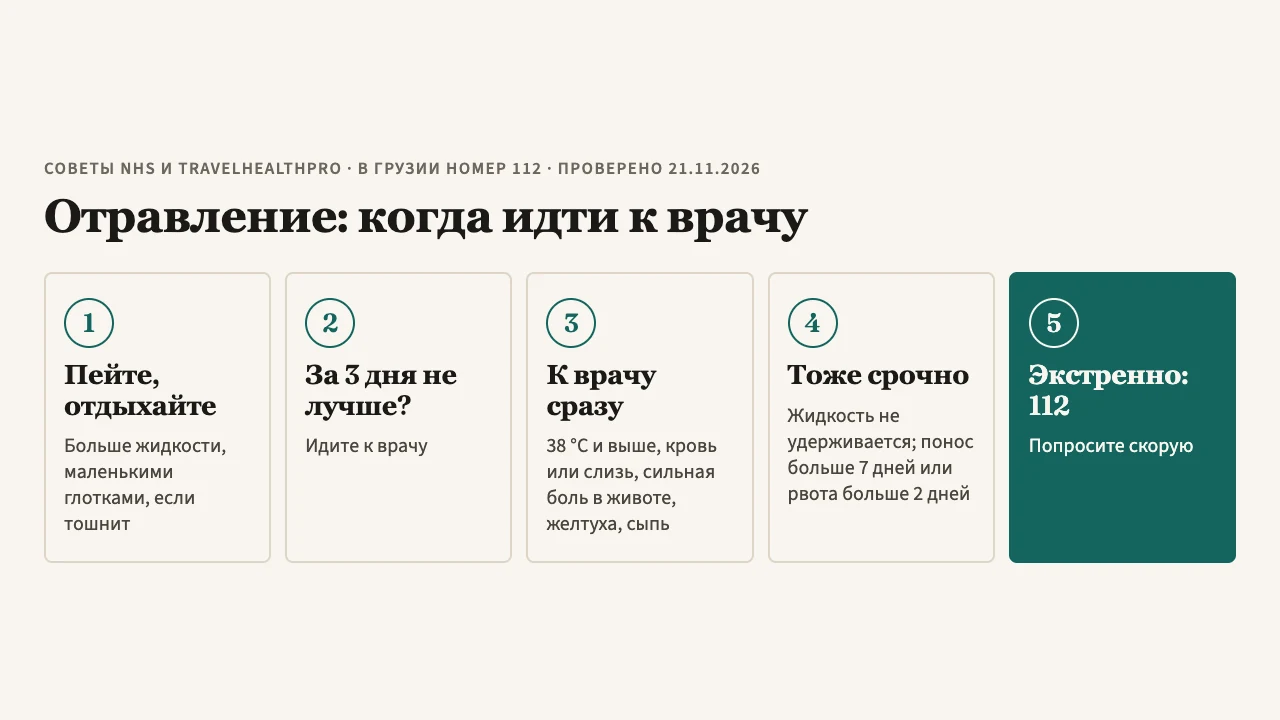 СОВЕТЫ NHS И TRAVELHEALTHPRO · В ГРУЗИИ НОМЕР 112 · ПРОВЕРЕНО 21.11.2026
Отравление: когда идти к врачу
1
Пейте,
отдыхайте
Больше жидкости,
маленькими
глотками, если
тошнит
2
За 3 дня не
лучше?
Идите к врачу
3
К врачу
сразу
38 °C и выше, кровь
или слизь, сильная
боль в животе,
желтуха, сыпь
4
Тоже срочно
Жидкость не
удерживается; понос
больше 7 дней или
рвота больше 2 дней
5
Экстренно:
112
Попросите скорую